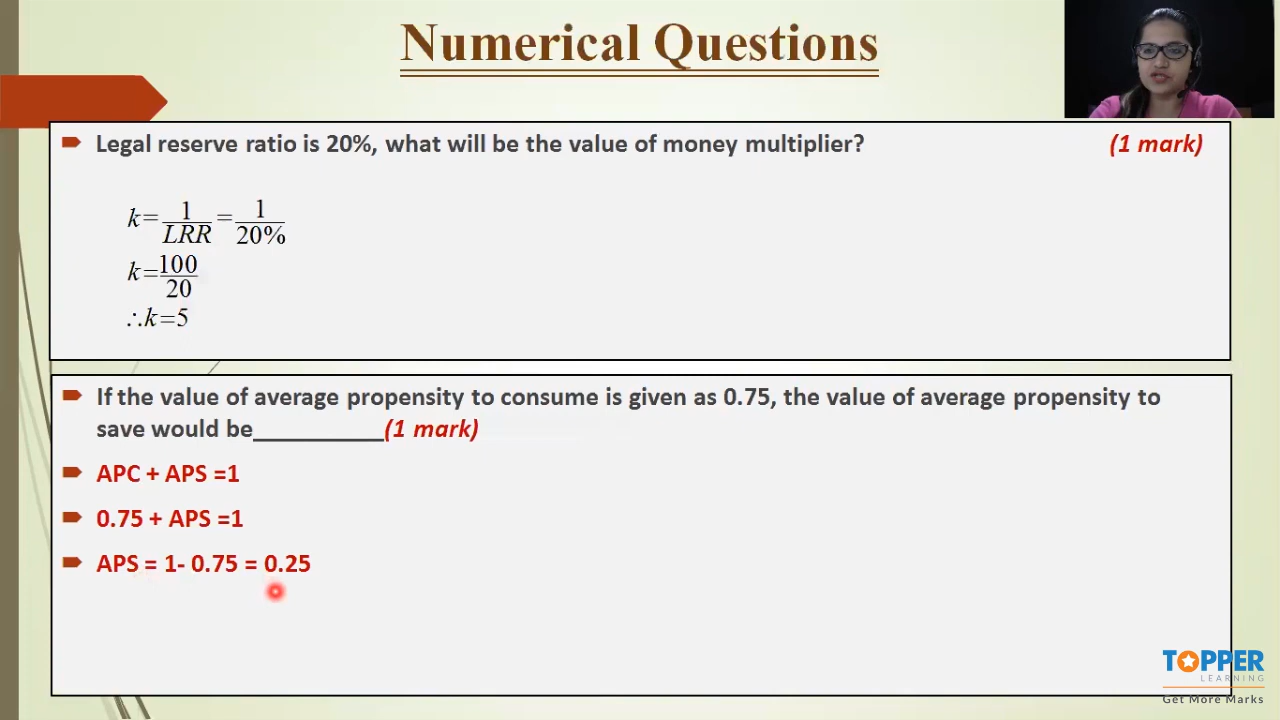 Numerical Questions
Legal reserve ratio is 20%, what will be the value of money multiplier? (1 mark)
k = 1/LRR = 1/20%
k = 100/20
∴ k = 5
If the value of average propensity to consume is given as 0.75, the value of average propensity to
save would be__________(1 mark)
APC + APS =1
0.75 + APS =1
APS = 1- 0.75 = 0.25
TOPPER
LEARNING
Get More Marks